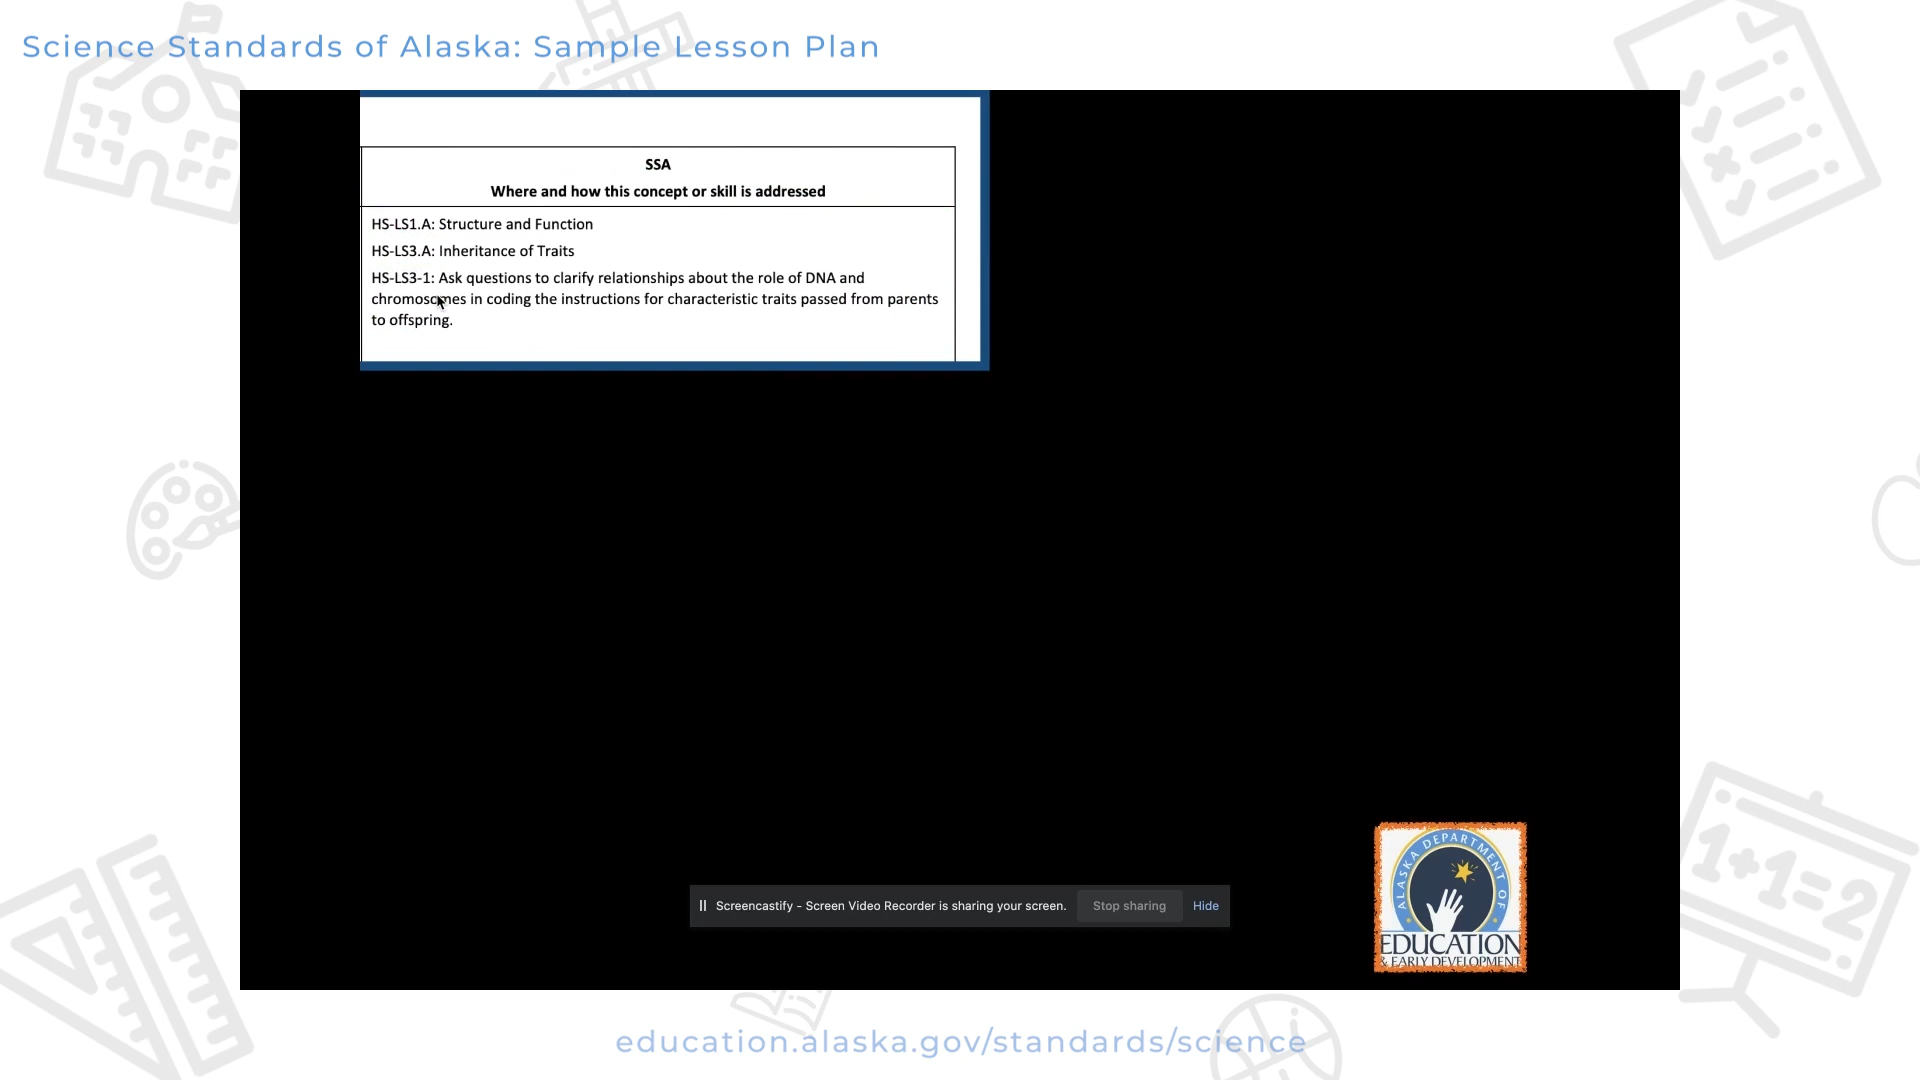 Science Standards of Alaska: Sample Lesson Plan
SSA
Where and how this concept or skill is addressed
HS-LS1.A: Structure and Function
HS-LS3.A: Inheritance of Traits
HS-LS3-1: Ask questions to clarify relationships about the role of DNA and
chromosomes in coding the instructions for characteristic traits passed from parents
to offspring.
Screencastify - Screen Video Recorder is sharing your screen.
Stop sharing
Hide
ALASKA DEPARTMENT OF
EDUCATION
& EARLY DEVELOPMENT
1+1=2
education.alaska.gov/standards/science